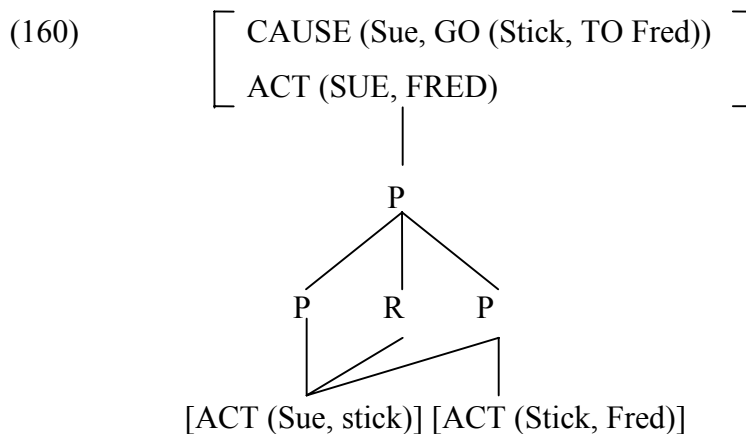 (160) CAUSE (Sue, GO (Stick, TO Fred))
ACT (SUE, FRED)
P
P R P
[ACT (Sue, stick)] [ACT (Stick, Fred)]